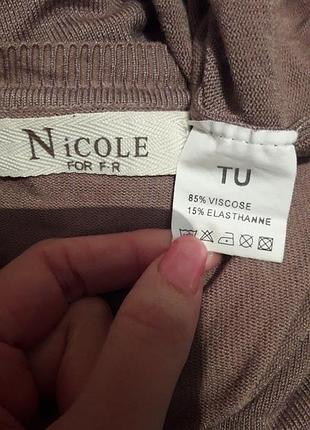 NiCOLE
FOR F·R
TU
85% VISCOSE
15% ELASTHANNE